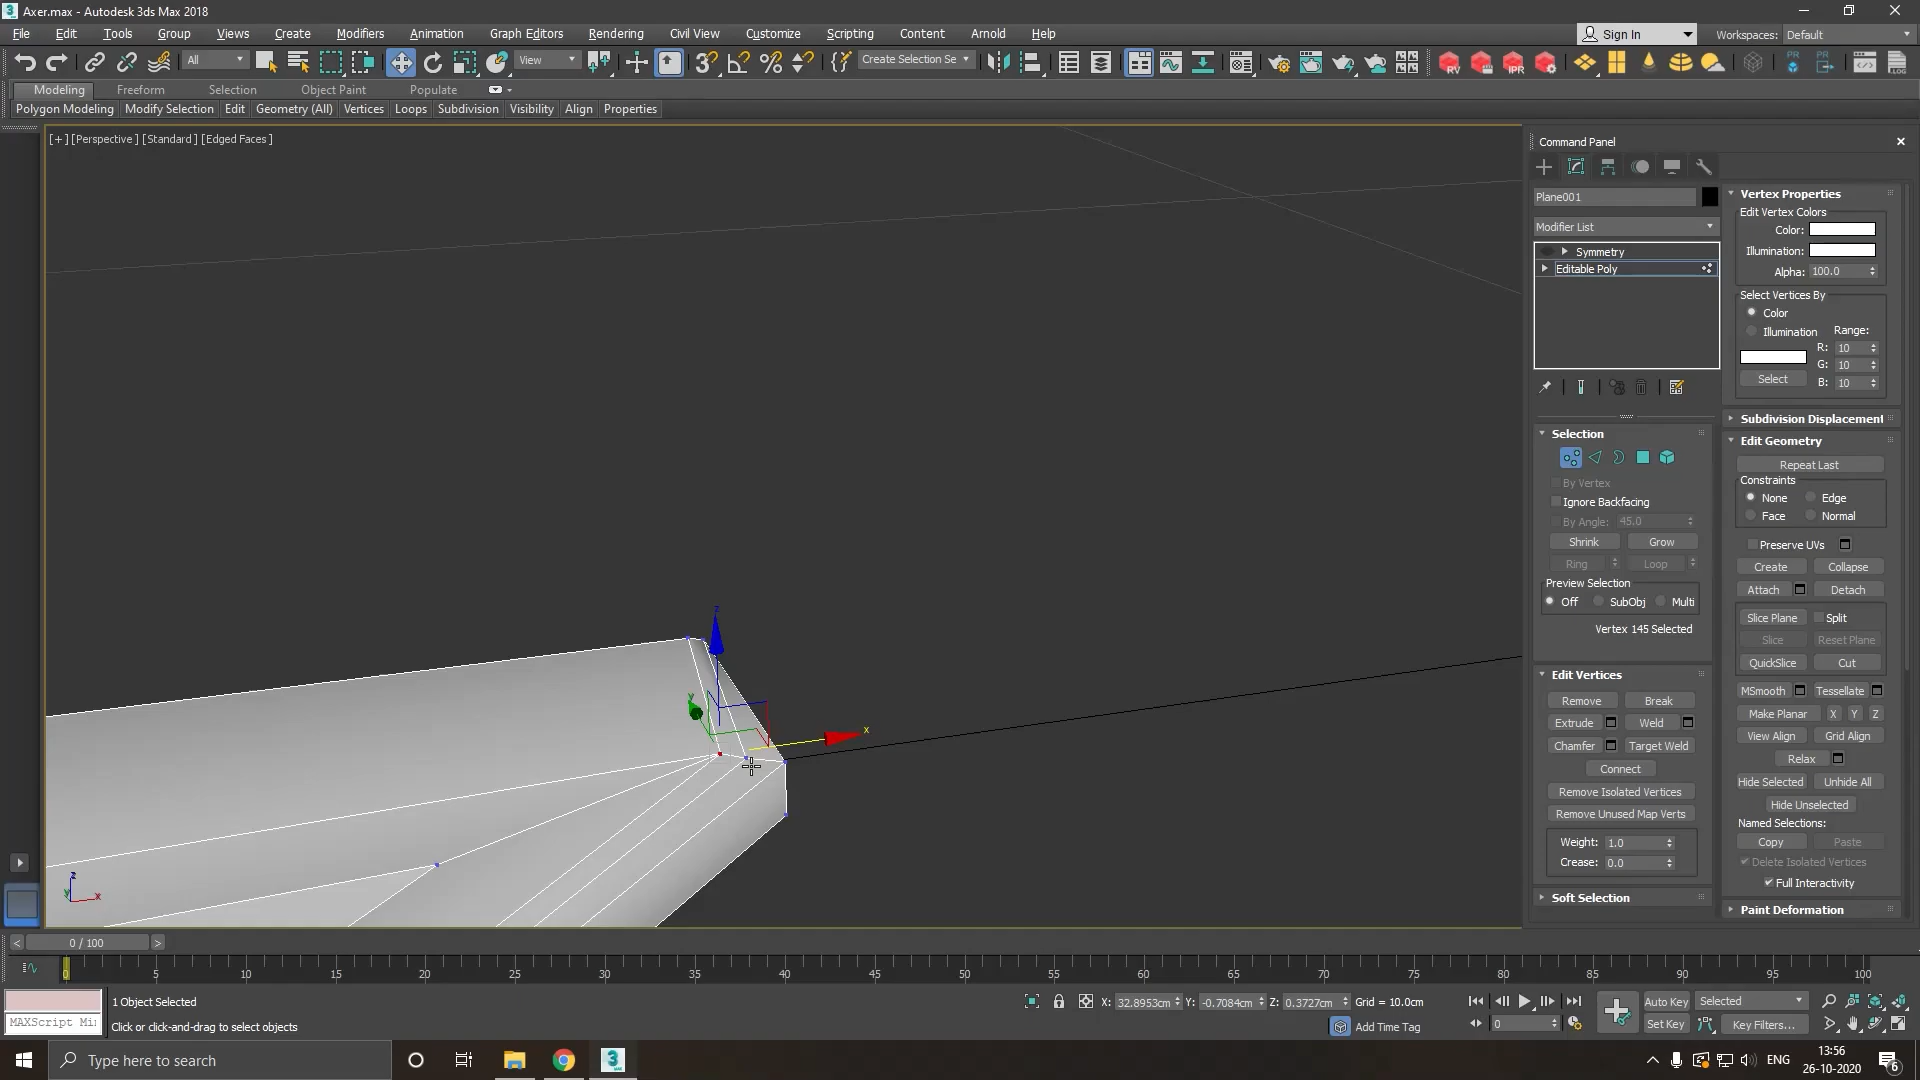 Axer.max - Autodesk 3ds Max 2018
File Edit Tools Group Views Create Modifiers Animation Graph Editors Rendering Civil View Customize Scripting Content Arnold Help
Sign In Workspaces: Default
All View Create Selection Se
Modeling Freeform Selection Object Paint Populate
Polygon Modeling Modify Selection Edit Geometry (All) Vertices Loops Subdivision Visibility Align Properties
[+] [Perspective] [Standard] [Edged Faces]
Command Panel
Plane001
Modifier List
Symmetry
Editable Poly
Selection
By Vertex
Ignore Backfacing
By Angle: 45.0
Shrink Grow
Ring Loop
Preview Selection
Off SubObj Multi
Vertex 145 Selected
Edit Vertices
Remove Break
Extrude Weld
Chamfer Target Weld
Connect
Remove Isolated Vertices
Remove Unused Map Verts
Weight: 1.0
Crease: 0.0
Soft Selection
Vertex Properties
Edit Vertex Colors
Color:
Illumination:
Alpha: 100.0
Select Vertices By
Color
Illumination Range:
R: 10
G: 10
Select B: 10
Subdivision Displacement
Edit Geometry
Repeat Last
Constraints
None Edge
Face Normal
Preserve UVs
Create Collapse
Attach Detach
Slice Plane Split
Slice Reset Plane
QuickSlice Cut
MSmooth Tessellate
Make Planar X Y Z
View Align Grid Align
Relax
Hide Selected Unhide All
Hide Unselected
Named Selections:
Copy Paste
Delete Isolated Vertices
Full Interactivity
Paint Deformation
z
y
x
z
y
x
< 0 / 100 >
0 5 10 15 20 25 30 35 40 45 50 55 60 65 70 75 80 85 90 95 100
1 Object Selected
MAXScript Mi
Click or click-and-drag to select objects
X: 32.8953cm Y: -0.7084cm Z: 0.3727cm Grid = 10.0cm
Add Time Tag
0
Auto Key Selected
Set Key Key Filters...
Type here to search
ENG
13:56
26-10-2020
6